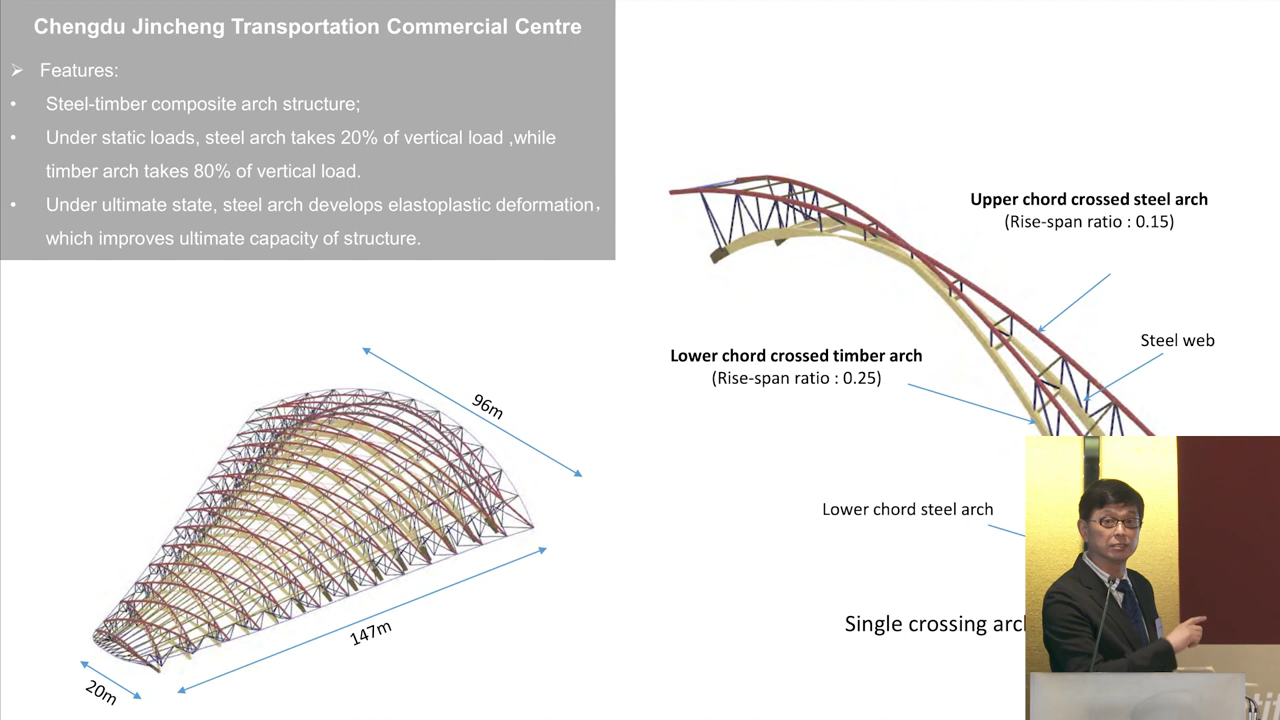 Chengdu Jincheng Transportation Commercial Centre
➢ Features:
• Steel-timber composite arch structure;
• Under static loads, steel arch takes 20% of vertical load ,while
timber arch takes 80% of vertical load.
• Under ultimate state, steel arch develops elastoplastic deformation，
which improves ultimate capacity of structure.
Upper chord crossed steel arch
(Rise-span ratio : 0.15)
Steel web
Lower chord crossed timber arch
(Rise-span ratio : 0.25)
96m
Lower chord steel arch
Single crossing
147m
20m